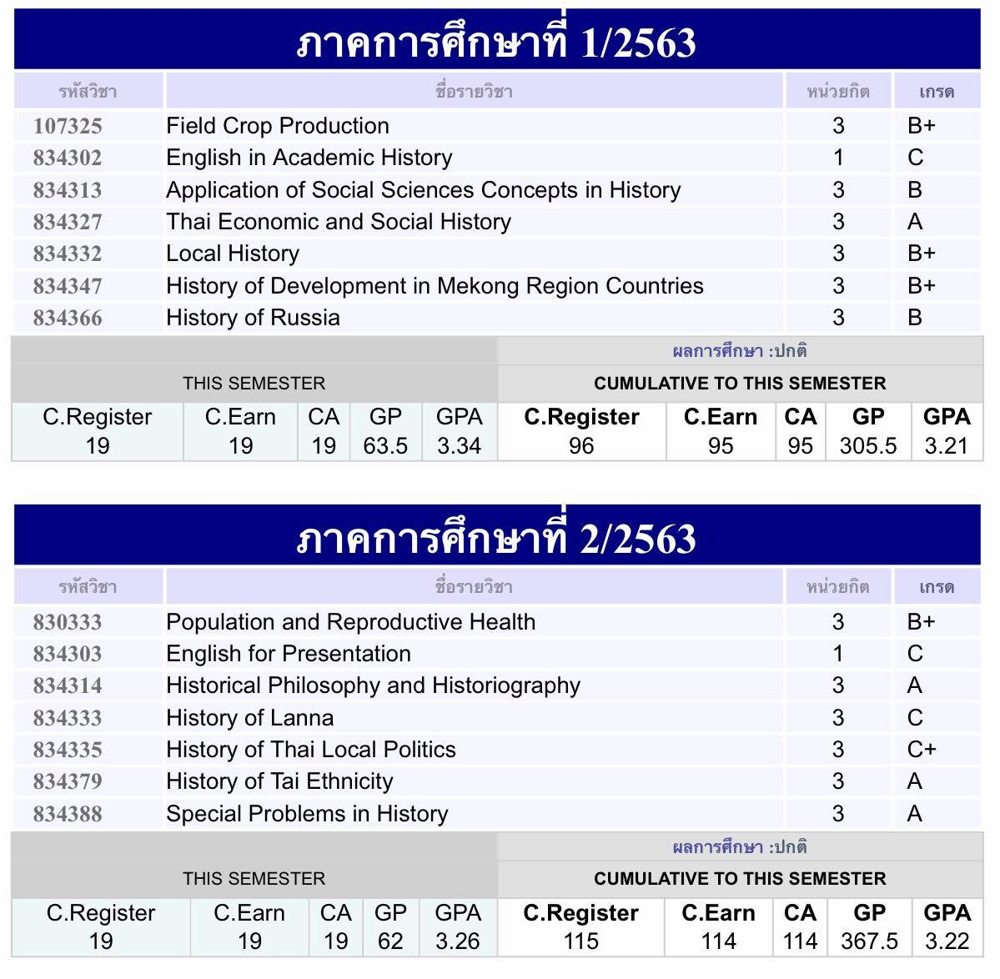 ภาคการศึกษาที่ 1/2563
รหัสวิชา ชื่อรายวิชา หน่วยกิต เกรด
107325 Field Crop Production 3 B+
834302 English in Academic History 1 C
834313 Application of Social Sciences Concepts in History 3 B
834327 Thai Economic and Social History 3 A
834332 Local History 3 B+
834347 History of Development in Mekong Region Countries 3 B+
834366 History of Russia 3 B
ผลการศึกษา :ปกติ
THIS SEMESTER CUMULATIVE TO THIS SEMESTER
C.Register C.Earn CA GP GPA C.Register C.Earn CA GP GPA
19 19 19 63.5 3.34 96 95 95 305.5 3.21
ภาคการศึกษาที่ 2/2563
รหัสวิชา ชื่อรายวิชา หน่วยกิต เกรด
830333 Population and Reproductive Health 3 B+
834303 English for Presentation 1 C
834314 Historical Philosophy and Historiography 3 A
834333 History of Lanna 3 C
834335 History of Thai Local Politics 3 C+
834379 History of Tai Ethnicity 3 A
834388 Special Problems in History 3 A
ผลการศึกษา :ปกติ
THIS SEMESTER CUMULATIVE TO THIS SEMESTER
C.Register C.Earn CA GP GPA C.Register C.Earn CA GP GPA
19 19 19 62 3.26 115 114 114 367.5 3.22